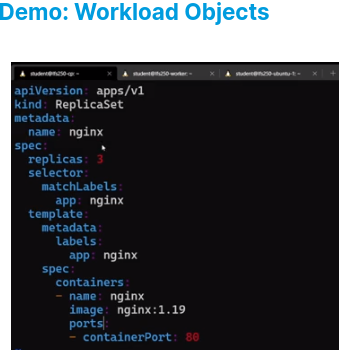 Demo: Workload Objects
student@lfs250-cp: ~ × student@lfs250-worker: ~ × student@lfs250-ubuntu-1: ~ × +
apiVersion: apps/v1
kind: ReplicaSet
metadata:
  name: nginx
spec:
  replicas: 3
  selector:
    matchLabels:
      app: nginx
  template:
    metadata:
      labels:
        app: nginx
    spec:
      containers:
      - name: nginx
        image: nginx:1.19
        ports:
        - containerPort: 80